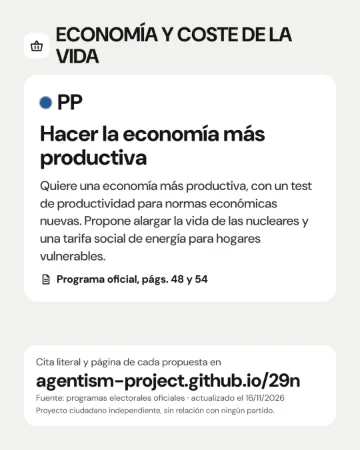 ECONOMÍA Y COSTE DE LA
VIDA
PP
Hacer la economía más
productiva
Quiere una economía más productiva, con un test
de productividad para normas económicas
nuevas. Propone alargar la vida de las nucleares y
una tarifa social de energía para hogares
vulnerables.
Programa oficial, págs. 48 y 54
Cita literal y página de cada propuesta en
agentism-project.github.io/29n
Fuente: programas electorales oficiales · actualizado el 16/11/2026
Proyecto ciudadano independiente, sin relación con ningún partido.